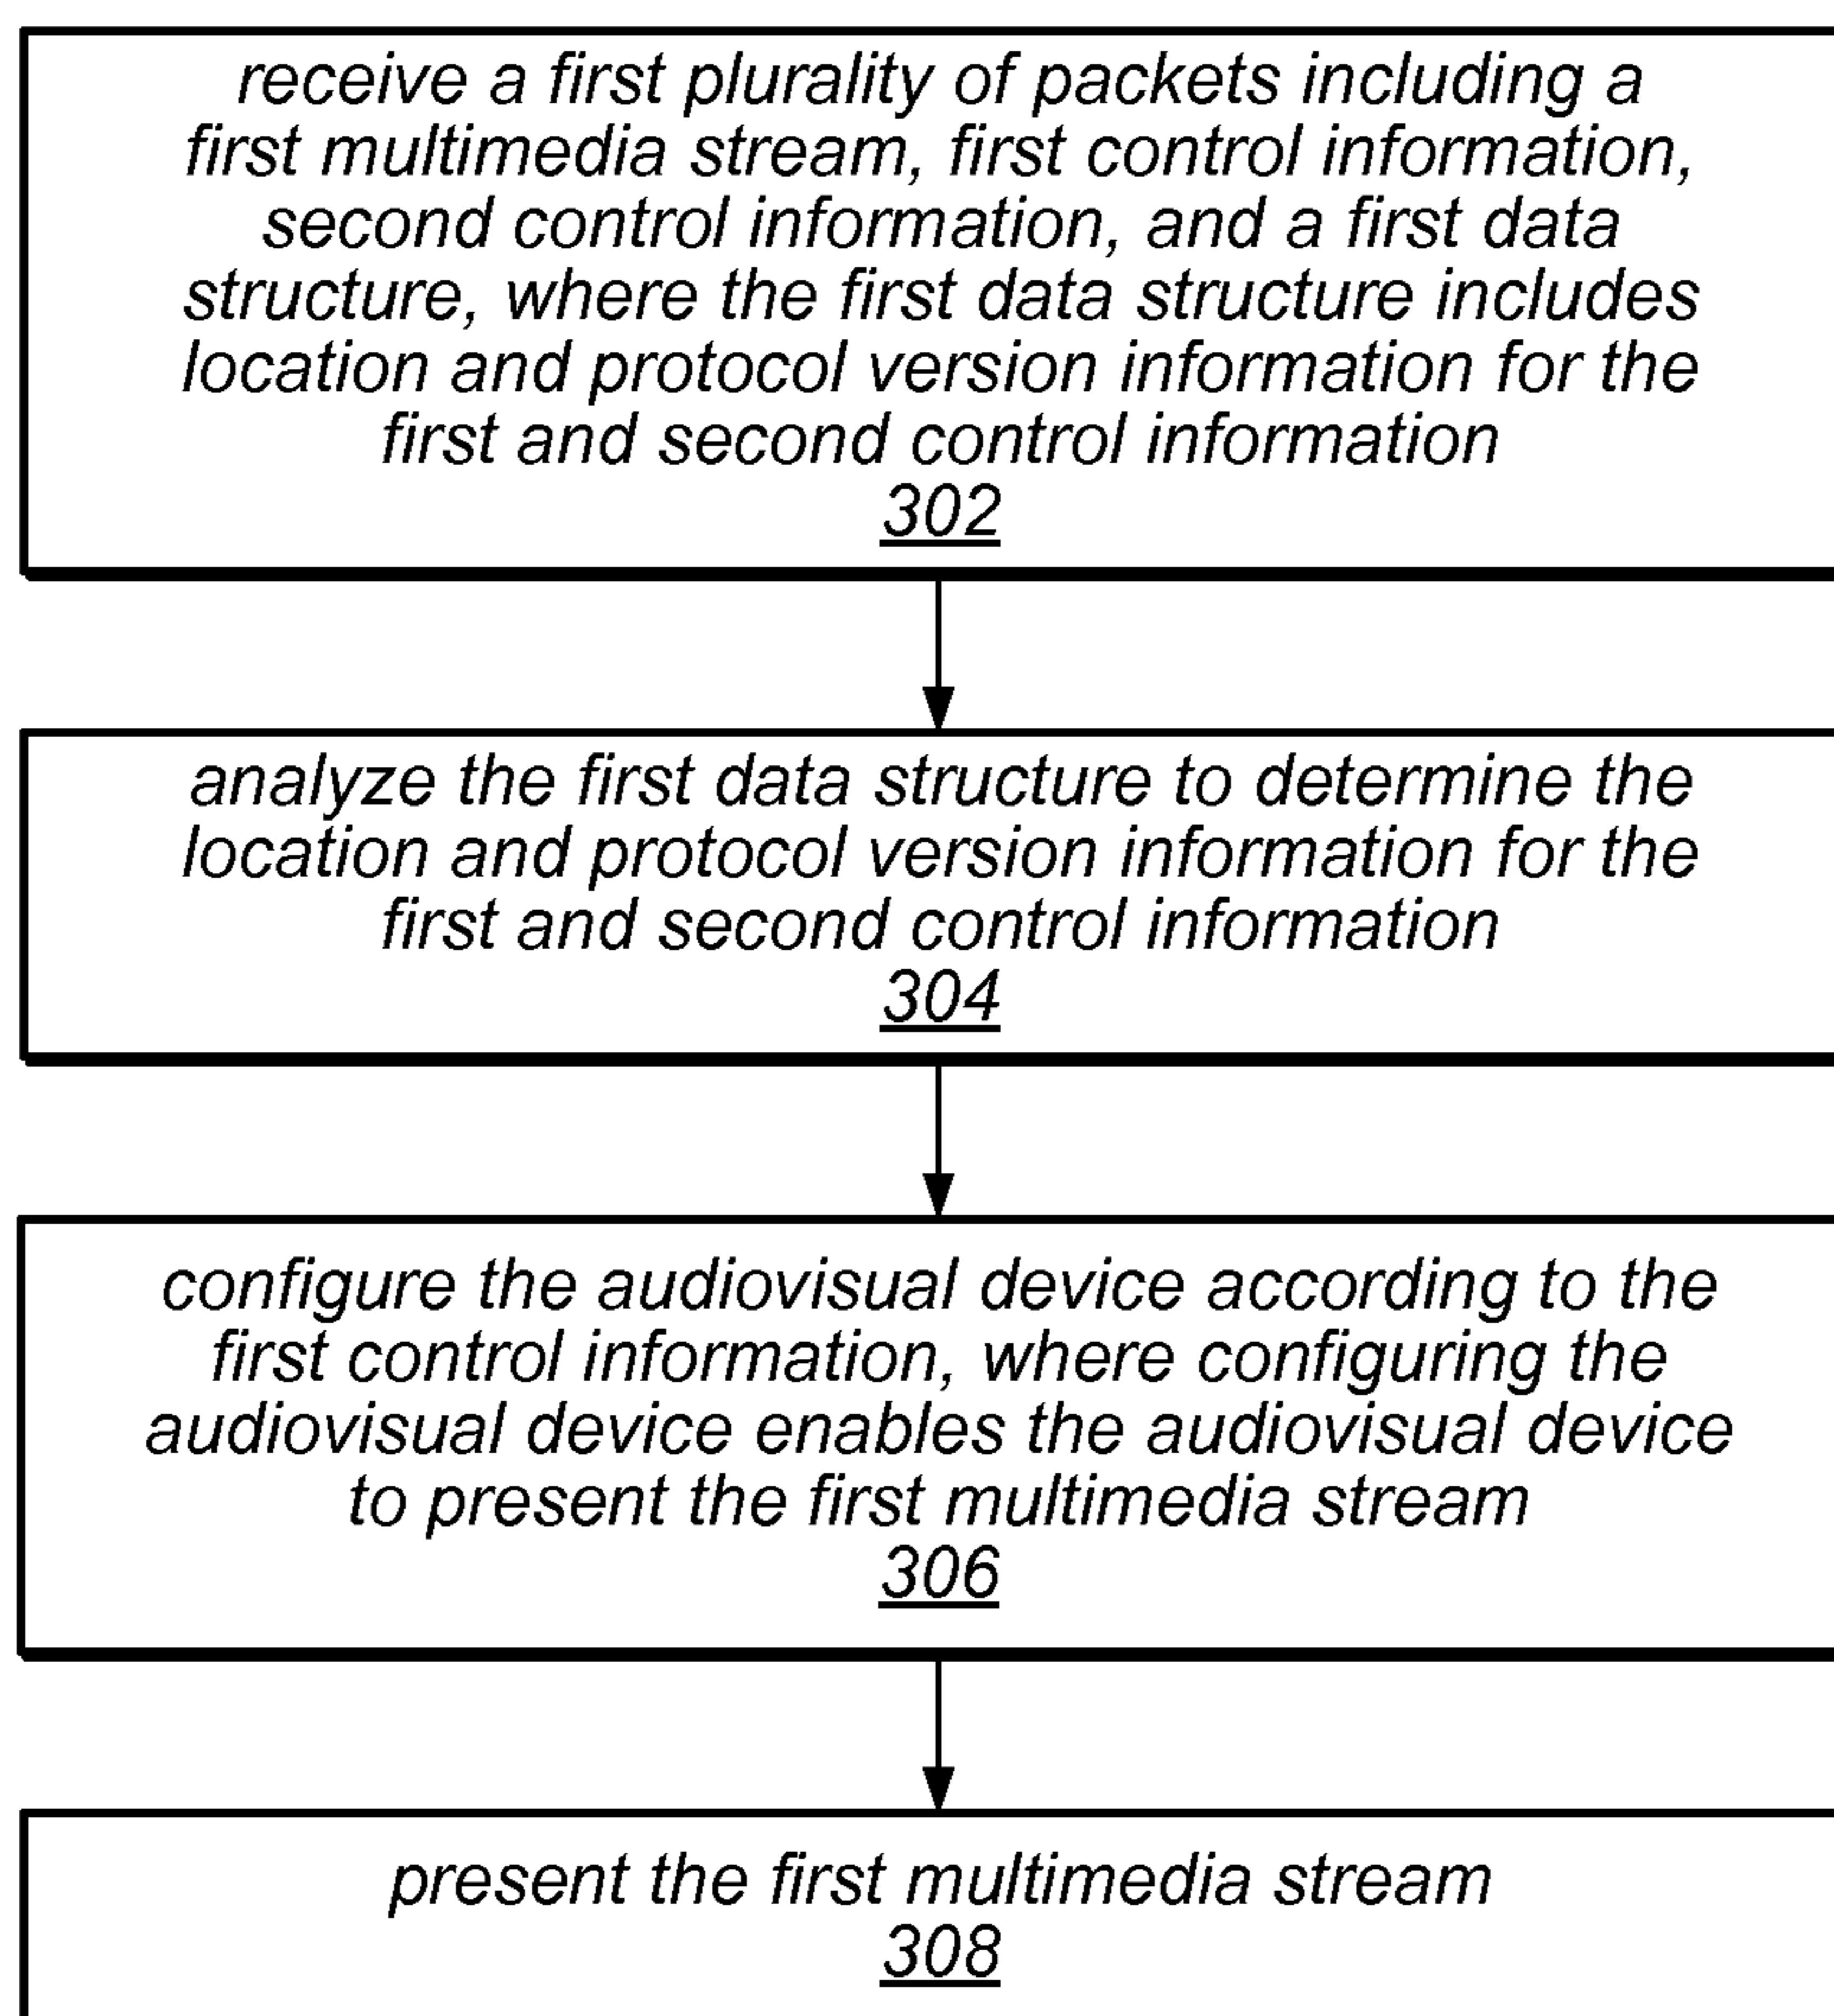 receive a first plurality of packets including a
first multimedia stream, first control information,
second control information, and a first data
structure, where the first data structure includes
location and protocol version information for the
first and second control information
302
analyze the first data structure to determine the
location and protocol version information for the
first and second control information
304
configure the audiovisual device according to the
first control information, where configuring the
audiovisual device enables the audiovisual device
to present the first multimedia stream
306
present the first multimedia stream
308